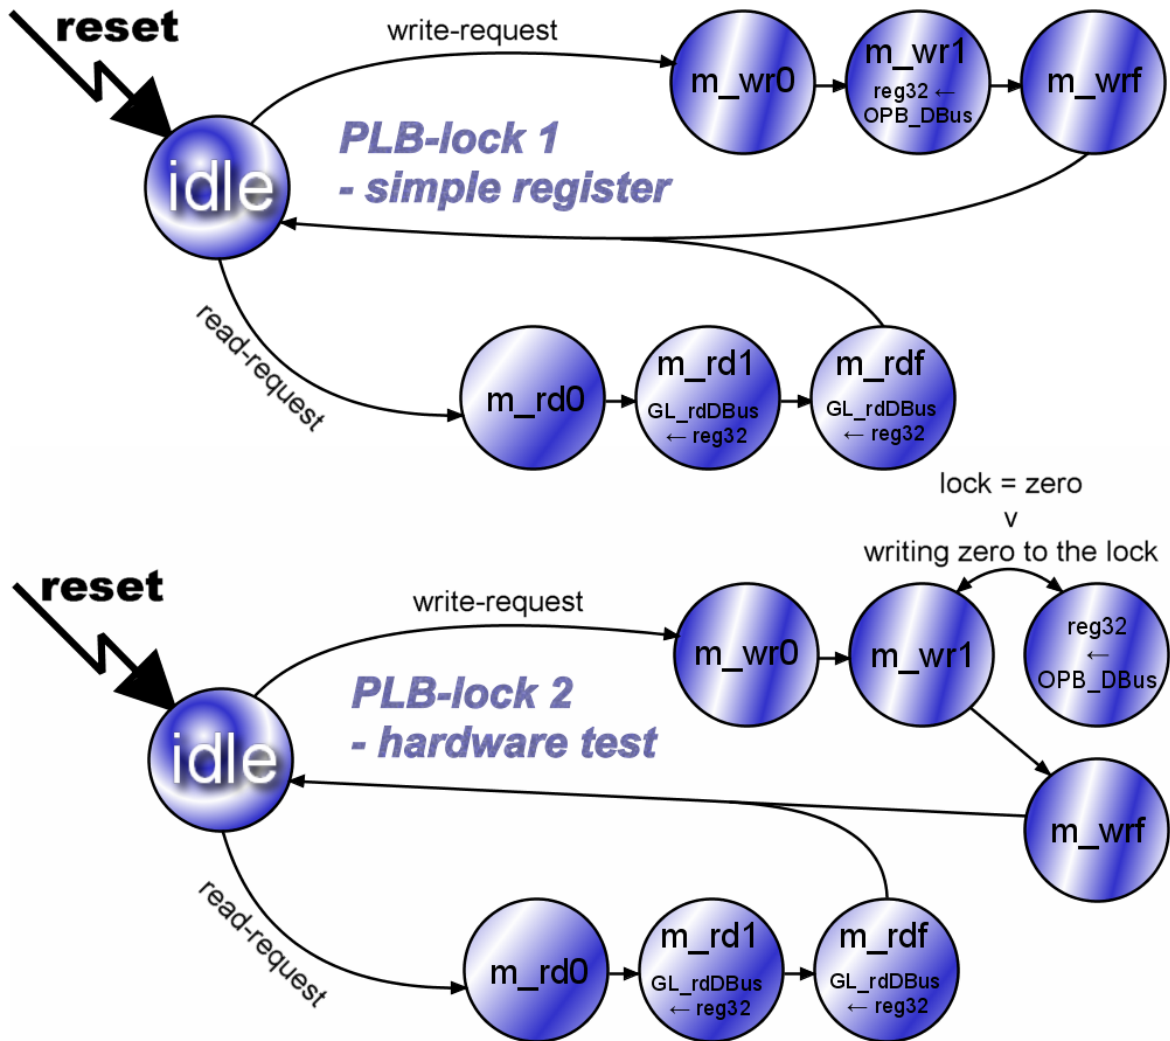 reset
write-request
m_wr0
m_wr1
reg32 ←
OPB_DBus
m_wrf
PLB-lock 1
- simple register
idle
read-request
m_rd0
m_rd1
GL_rdDBus
← reg32
m_rdf
GL_rdDBus
← reg32
lock = zero
v
writing zero to the lock
reset
write-request
m_wr0
m_wr1
reg32
←
OPB_DBus
PLB-lock 2
- hardware test
idle
m_wrf
read-request
m_rd0
m_rd1
GL_rdDBus
← reg32
m_rdf
GL_rdDBus
← reg32